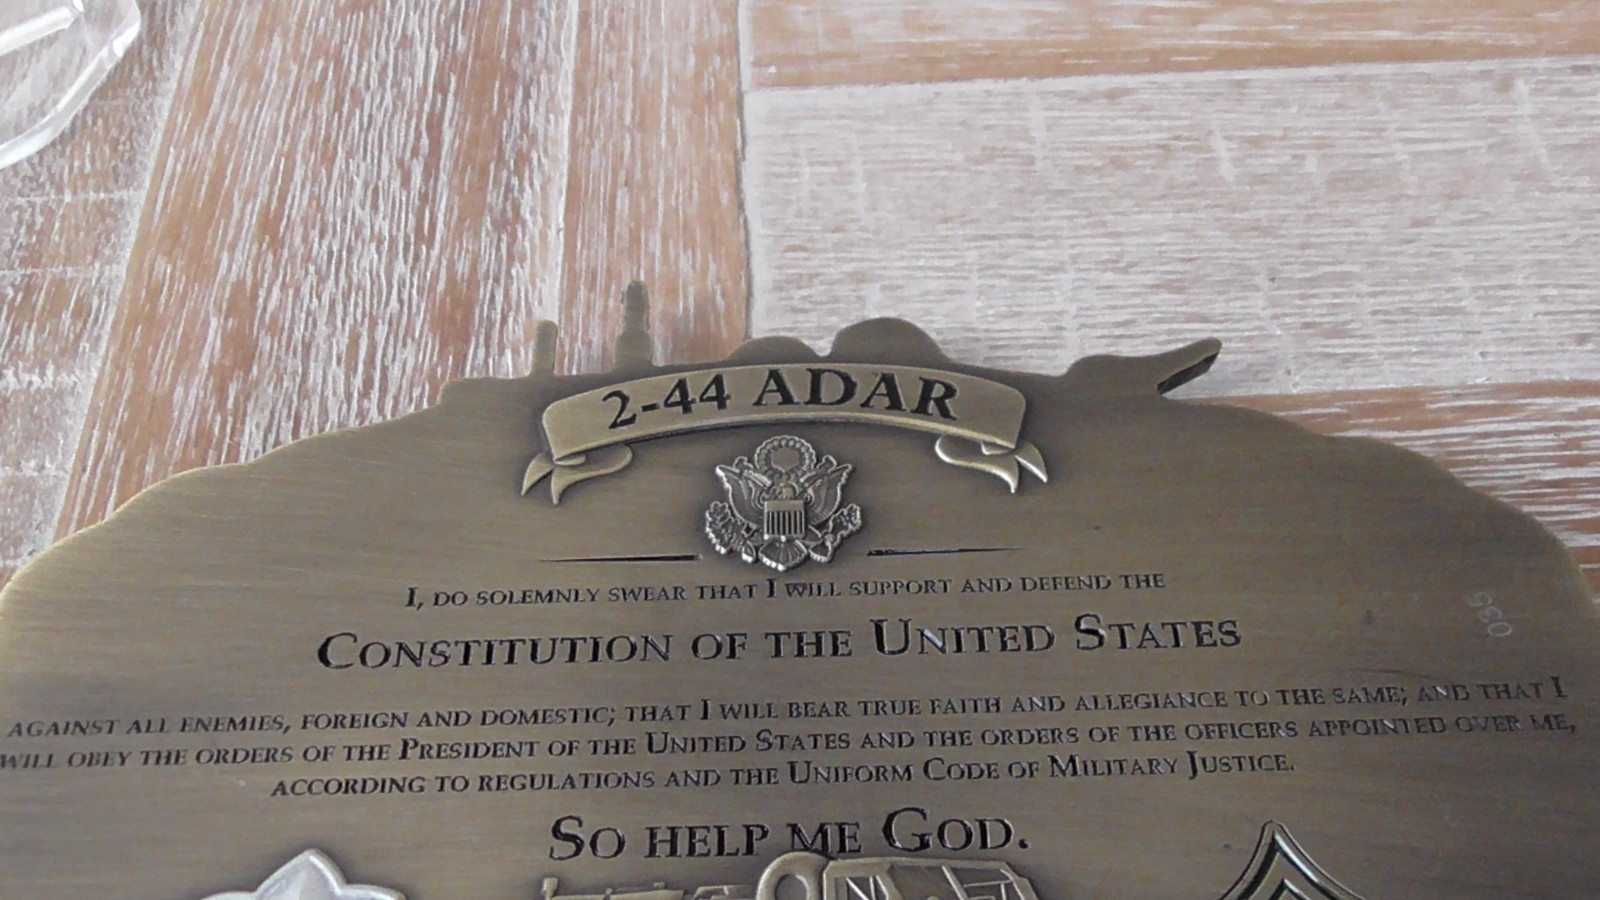 2-44 ADAR
I, DO SOLEMNLY SWEAR THAT I WILL SUPPORT AND DEFEND THE
CONSTITUTION OF THE UNITED STATES
AGAINST ALL ENEMIES, FOREIGN AND DOMESTIC; THAT I WILL BEAR TRUE FAITH AND ALLEGIANCE TO THE SAME; AND THAT I
WILL OBEY THE ORDERS OF THE PRESIDENT OF THE UNITED STATES AND THE ORDERS OF THE OFFICERS APPOINTED OVER ME,
ACCORDING TO REGULATIONS AND THE UNIFORM CODE OF MILITARY JUSTICE.
SO HELP ME GOD.
036